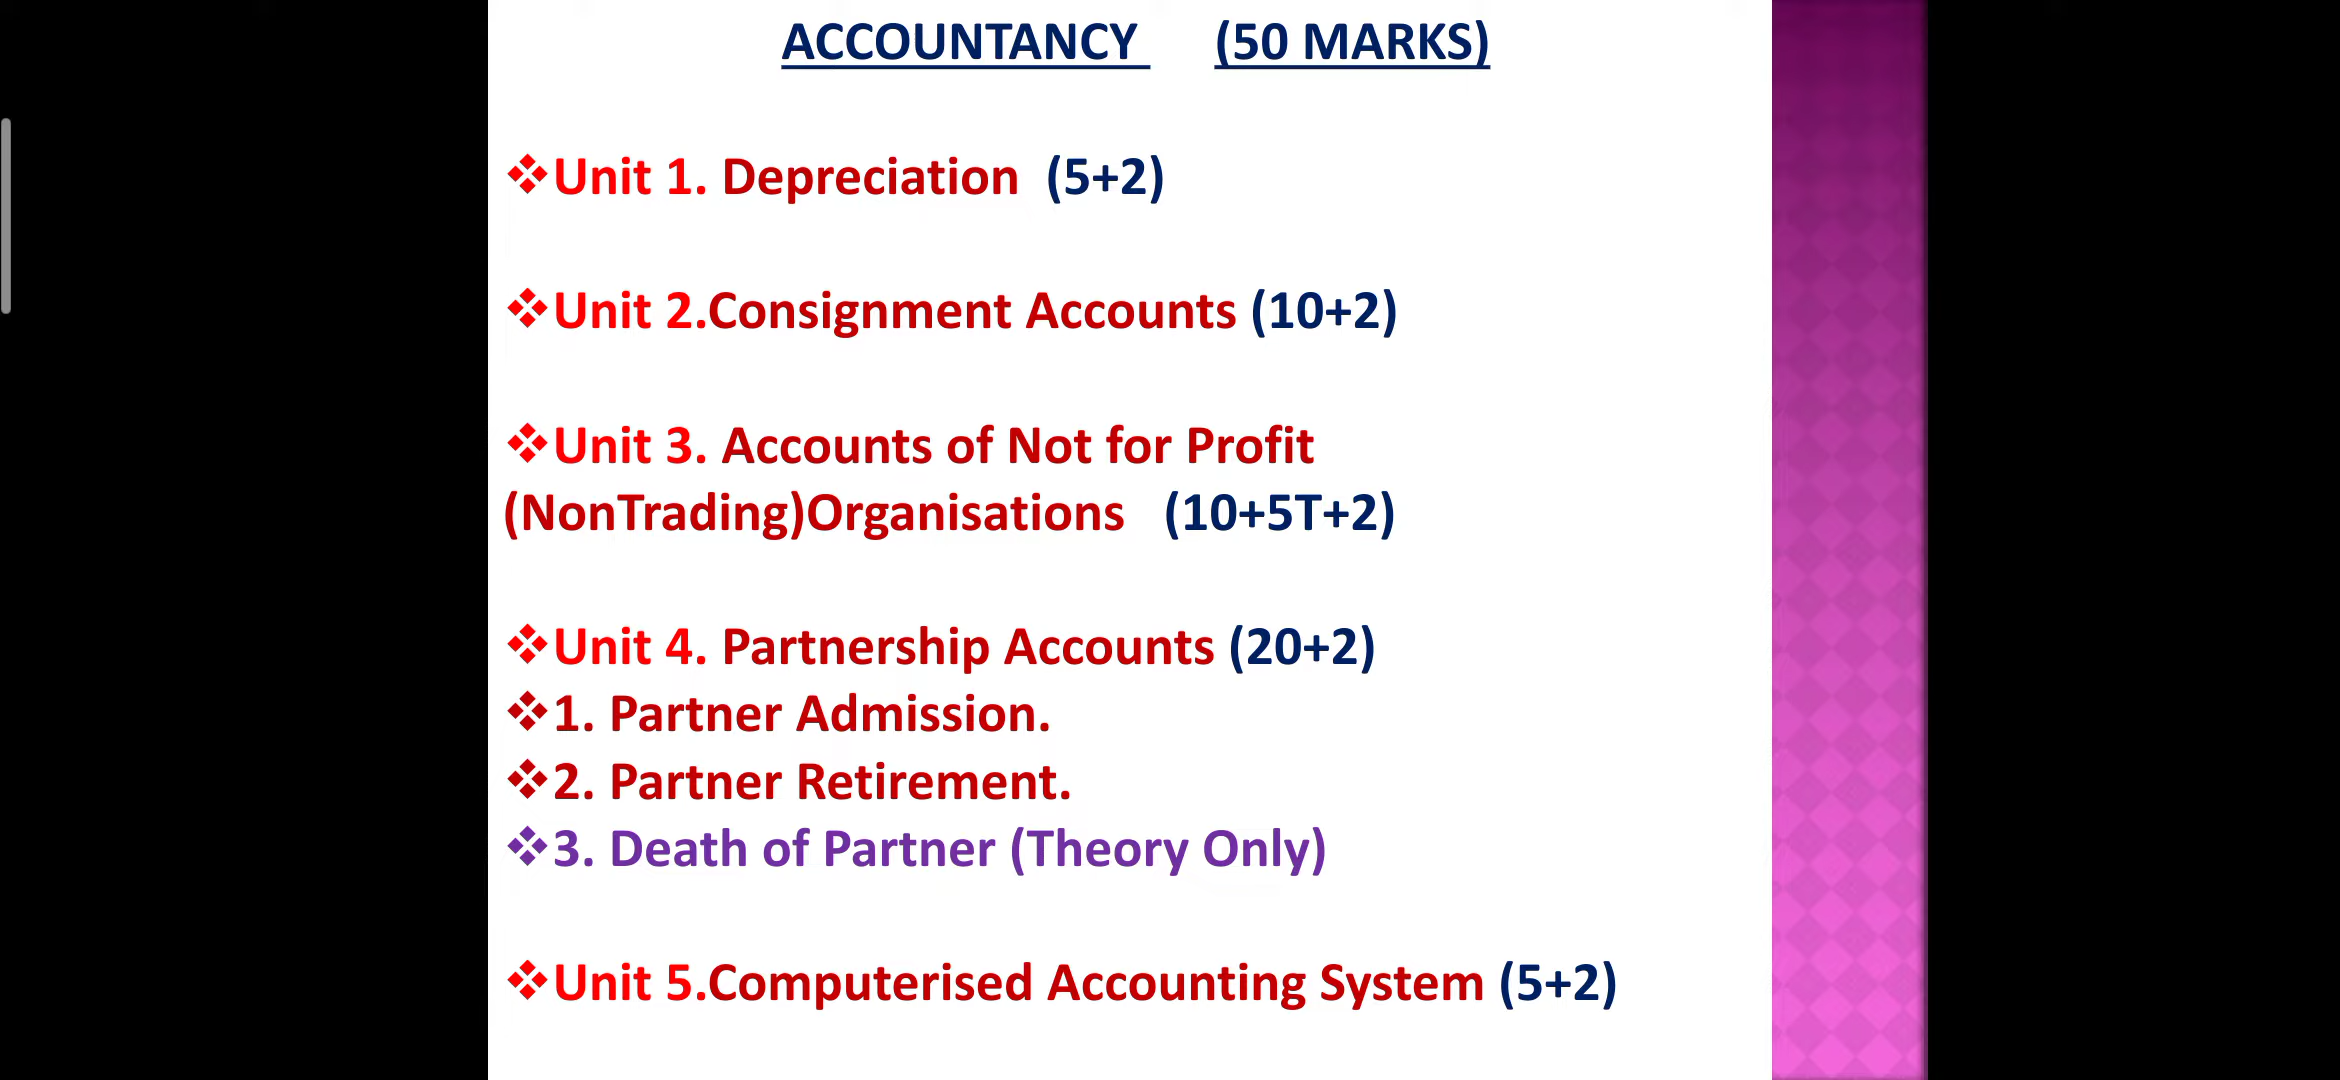 ACCOUNTANCY (50 MARKS)
❖Unit 1. Depreciation (5+2)
❖Unit 2.Consignment Accounts (10+2)
❖Unit 3. Accounts of Not for Profit
(NonTrading)Organisations (10+5T+2)
❖Unit 4. Partnership Accounts (20+2)
❖1. Partner Admission.
❖2. Partner Retirement.
❖3. Death of Partner (Theory Only)
❖Unit 5.Computerised Accounting System (5+2)